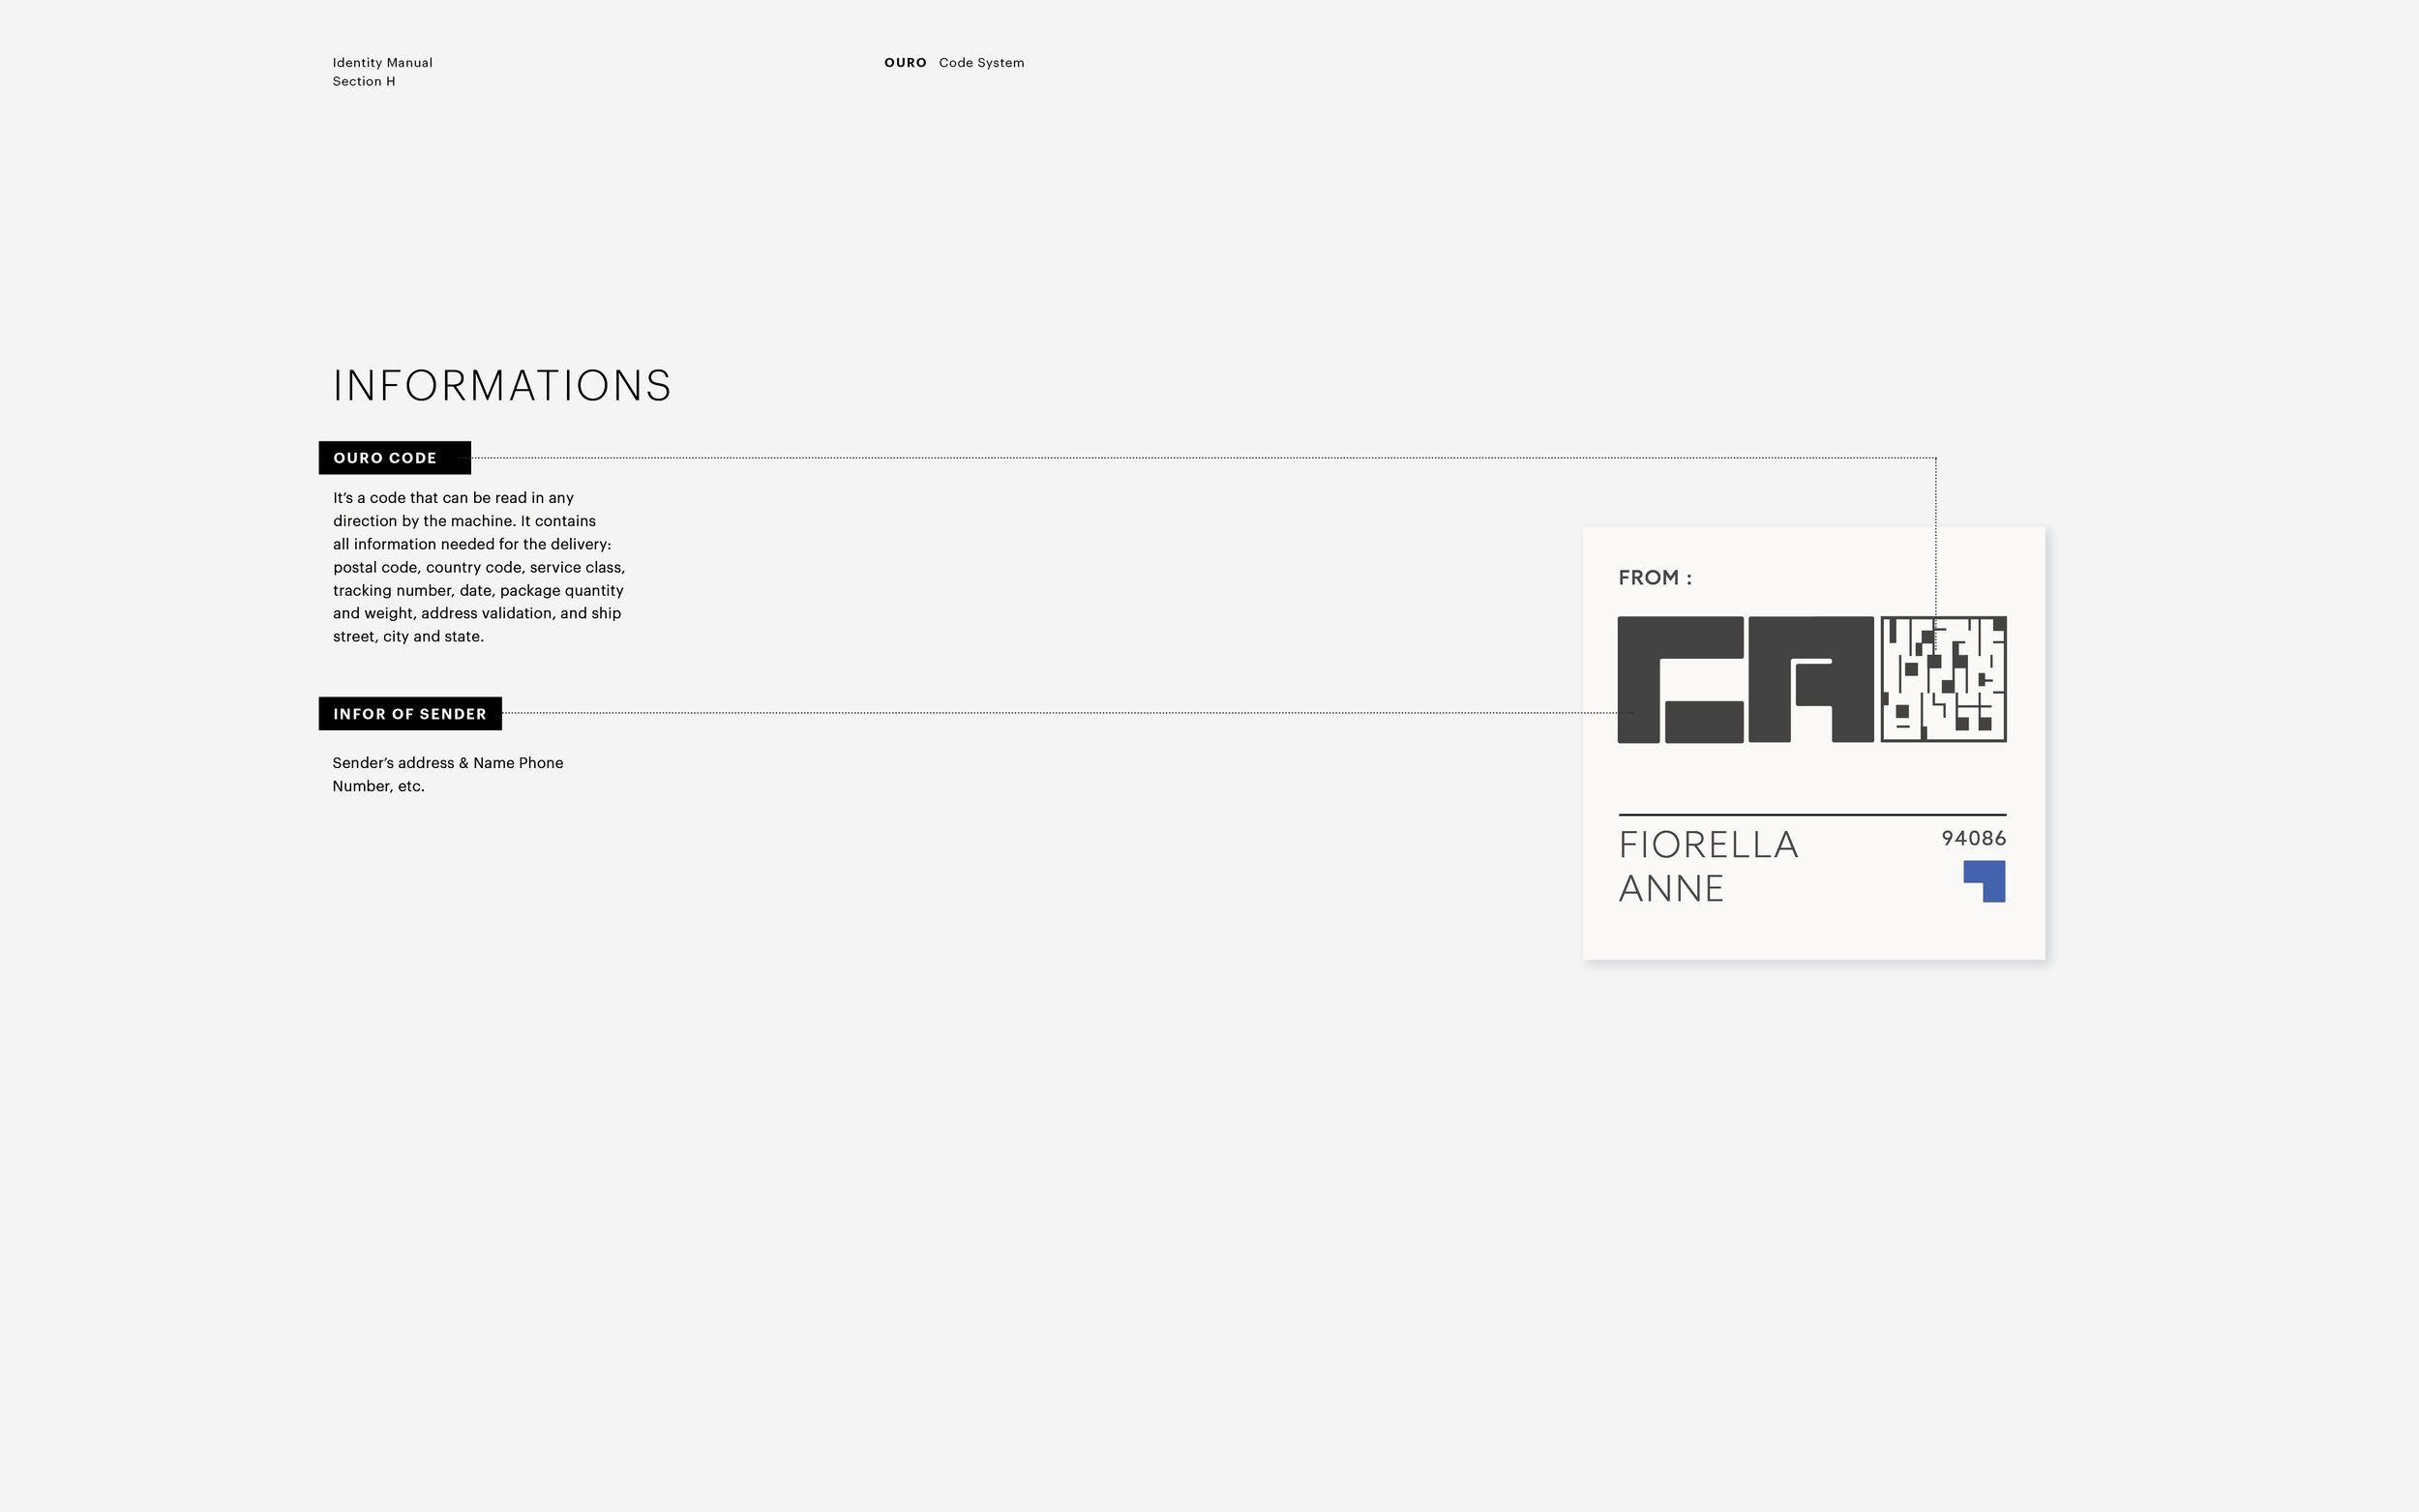 Identity Manual
Section H
OURO Code System
INFORMATIONS
OURO CODE
It’s a code that can be read in any
direction by the machine. It contains
all information needed for the delivery:
postal code, country code, service class,
tracking number, date, package quantity
and weight, address validation, and ship
street, city and state.
INFOR OF SENDER
Sender’s address & Name Phone
Number, etc.
FROM :
CA
FIORELLA
ANNE
94086